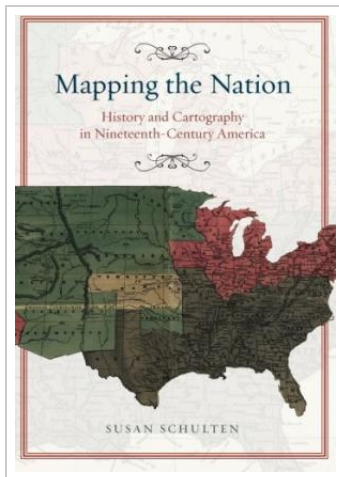 Mapping the Nation
History and Cartography
in Nineteenth-Century America
SUSAN SCHULTEN